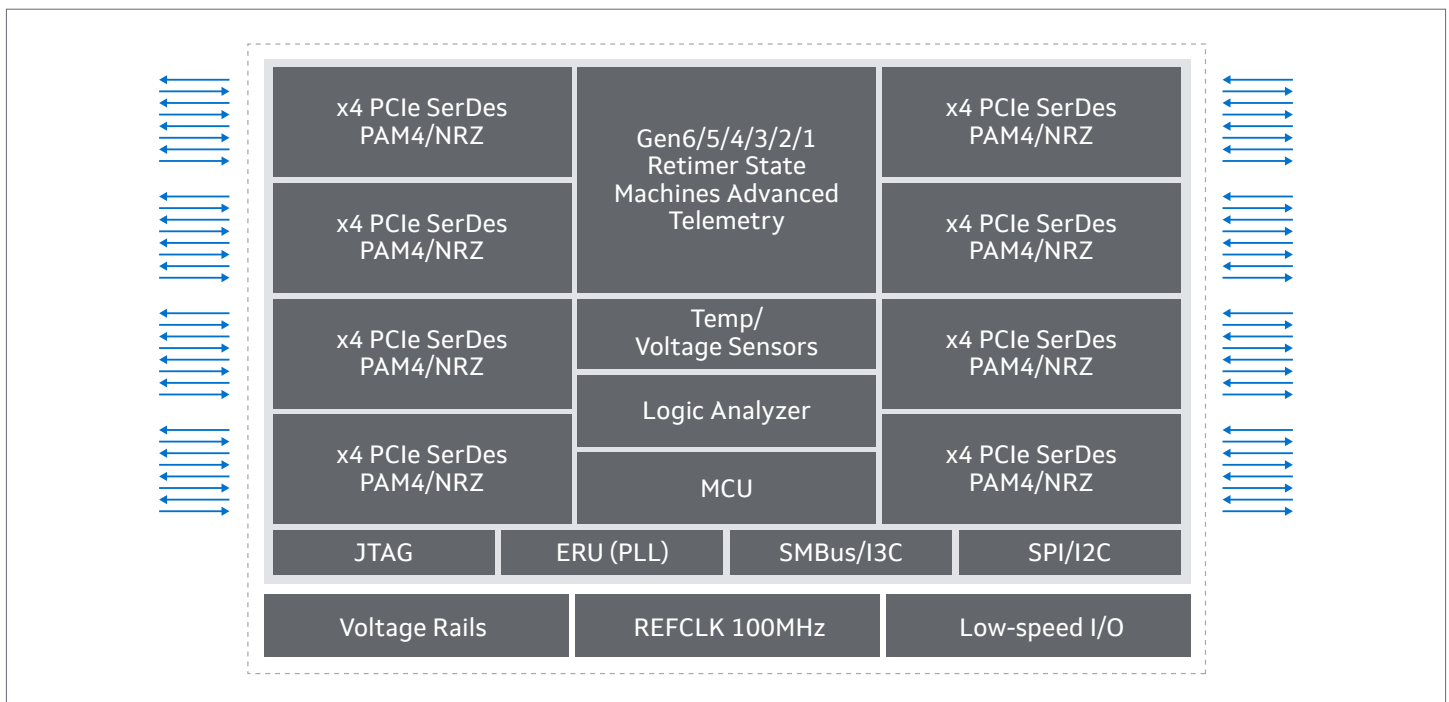 x4 PCIe SerDes
PAM4/NRZ
x4 PCIe SerDes
PAM4/NRZ
x4 PCIe SerDes
PAM4/NRZ
x4 PCIe SerDes
PAM4/NRZ
Gen6/5/4/3/2/1
Retimer State
Machines Advanced
Telemetry
Temp/
Voltage Sensors
Logic Analyzer
MCU
x4 PCIe SerDes
PAM4/NRZ
x4 PCIe SerDes
PAM4/NRZ
x4 PCIe SerDes
PAM4/NRZ
x4 PCIe SerDes
PAM4/NRZ
JTAG
ERU (PLL)
SMBus/I3C
SPI/I2C
Voltage Rails
REFCLK 100MHz
Low-speed I/O